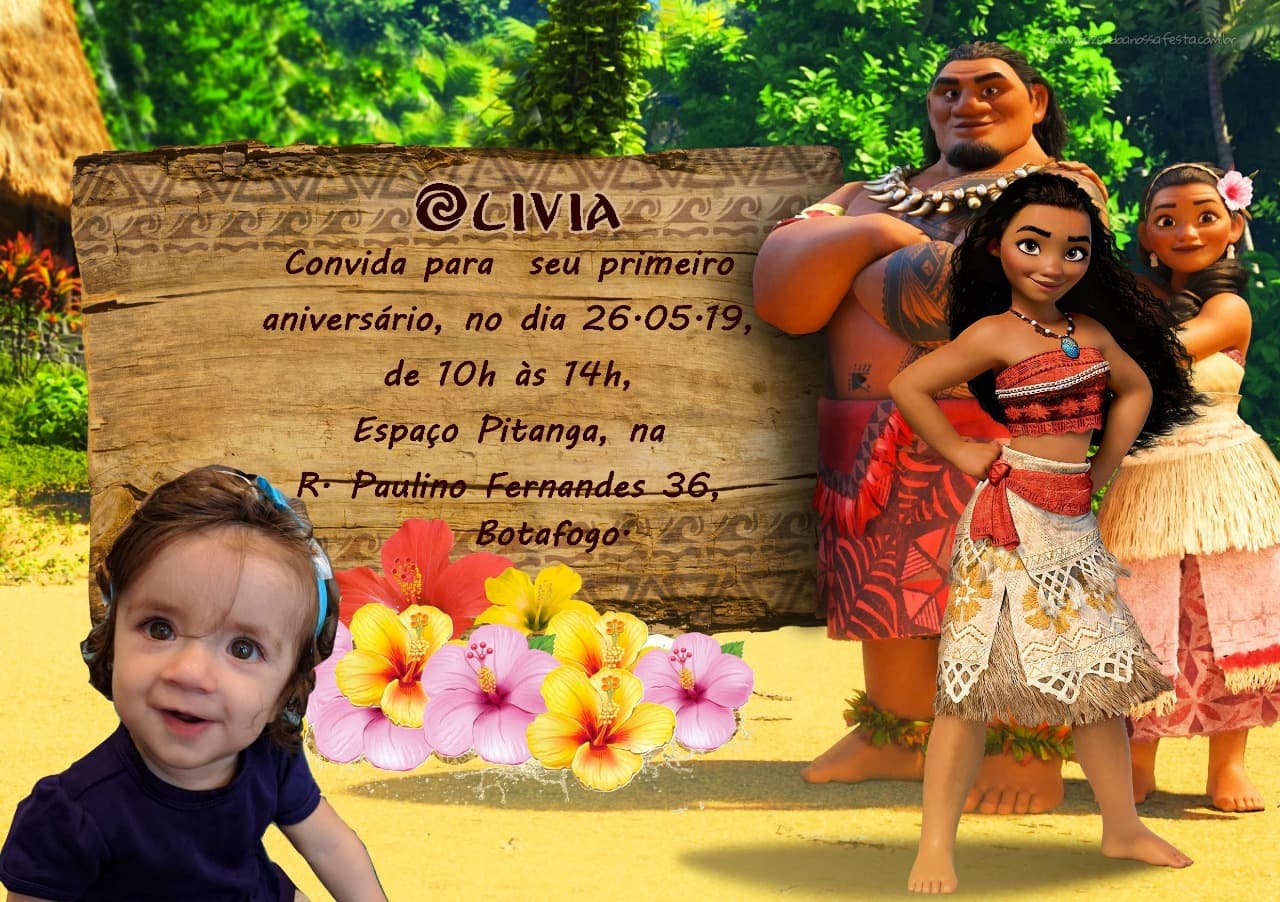 OLIVIA
Convida para seu primeiro
aniversário, no dia 26.05.19,
de 10h às 14h,
Espaço Pitanga, na
R. Paulino Fernandes 36,
Botafogo.